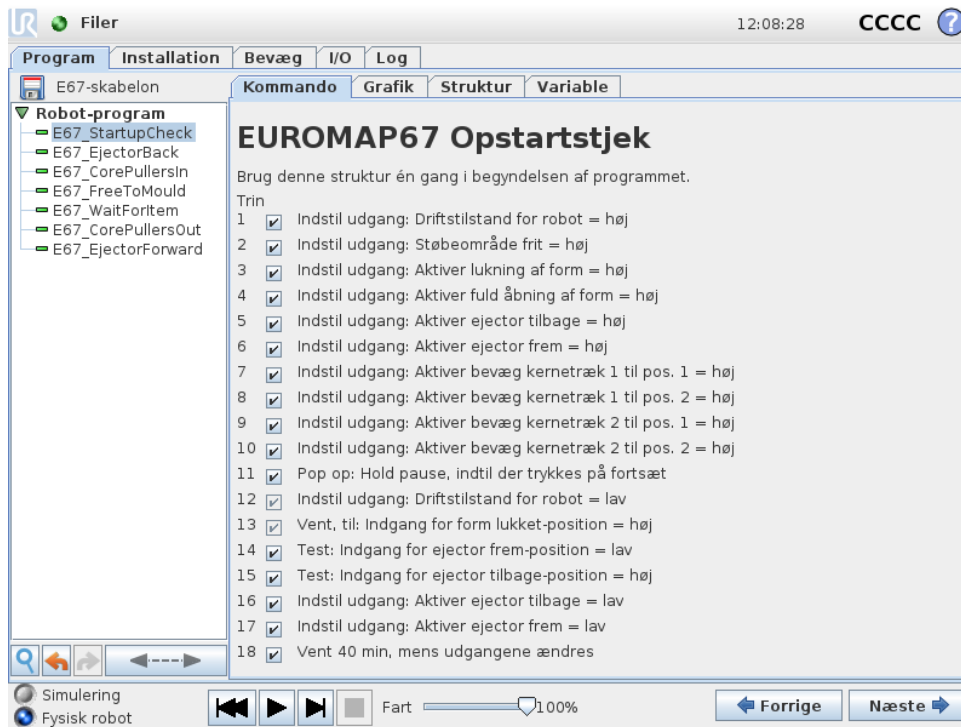 UR Filer 12:08:28 CCCC ?
Program Installation Bevæg I/O Log
E67-skabelon
Kommando Grafik Struktur Variable
Robot-program
E67_StartupCheck
E67_EjectorBack
E67_CorePullersIn
E67_FreeToMould
E67_WaitForItem
E67_CorePullersOut
E67_EjectorForward
EUROMAP67 Opstartstjek
Brug denne struktur én gang i begyndelsen af programmet.
Trin
1 Indstil udgang: Driftstilstand for robot = høj
2 Indstil udgang: Støbeområde frit = høj
3 Indstil udgang: Aktiver lukning af form = høj
4 Indstil udgang: Aktiver fuld åbning af form = høj
5 Indstil udgang: Aktiver ejector tilbage = høj
6 Indstil udgang: Aktiver ejector frem = høj
7 Indstil udgang: Aktiver bevæg kernetræk 1 til pos. 1 = høj
8 Indstil udgang: Aktiver bevæg kernetræk 1 til pos. 2 = høj
9 Indstil udgang: Aktiver bevæg kernetræk 2 til pos. 1 = høj
10 Indstil udgang: Aktiver bevæg kernetræk 2 til pos. 2 = høj
11 Pop op: Hold pause, indtil der trykkes på fortsæt
12 Indstil udgang: Driftstilstand for robot = lav
13 Vent, til: Indgang for form lukket-position = høj
14 Test: Indgang for ejector frem-position = lav
15 Test: Indgang for ejector tilbage-position = høj
16 Indstil udgang: Aktiver ejector tilbage = lav
17 Indstil udgang: Aktiver ejector frem = lav
18 Vent 40 min, mens udgangene ændres
Simulering
Fysisk robot
Fart 100%
Forrige Næste